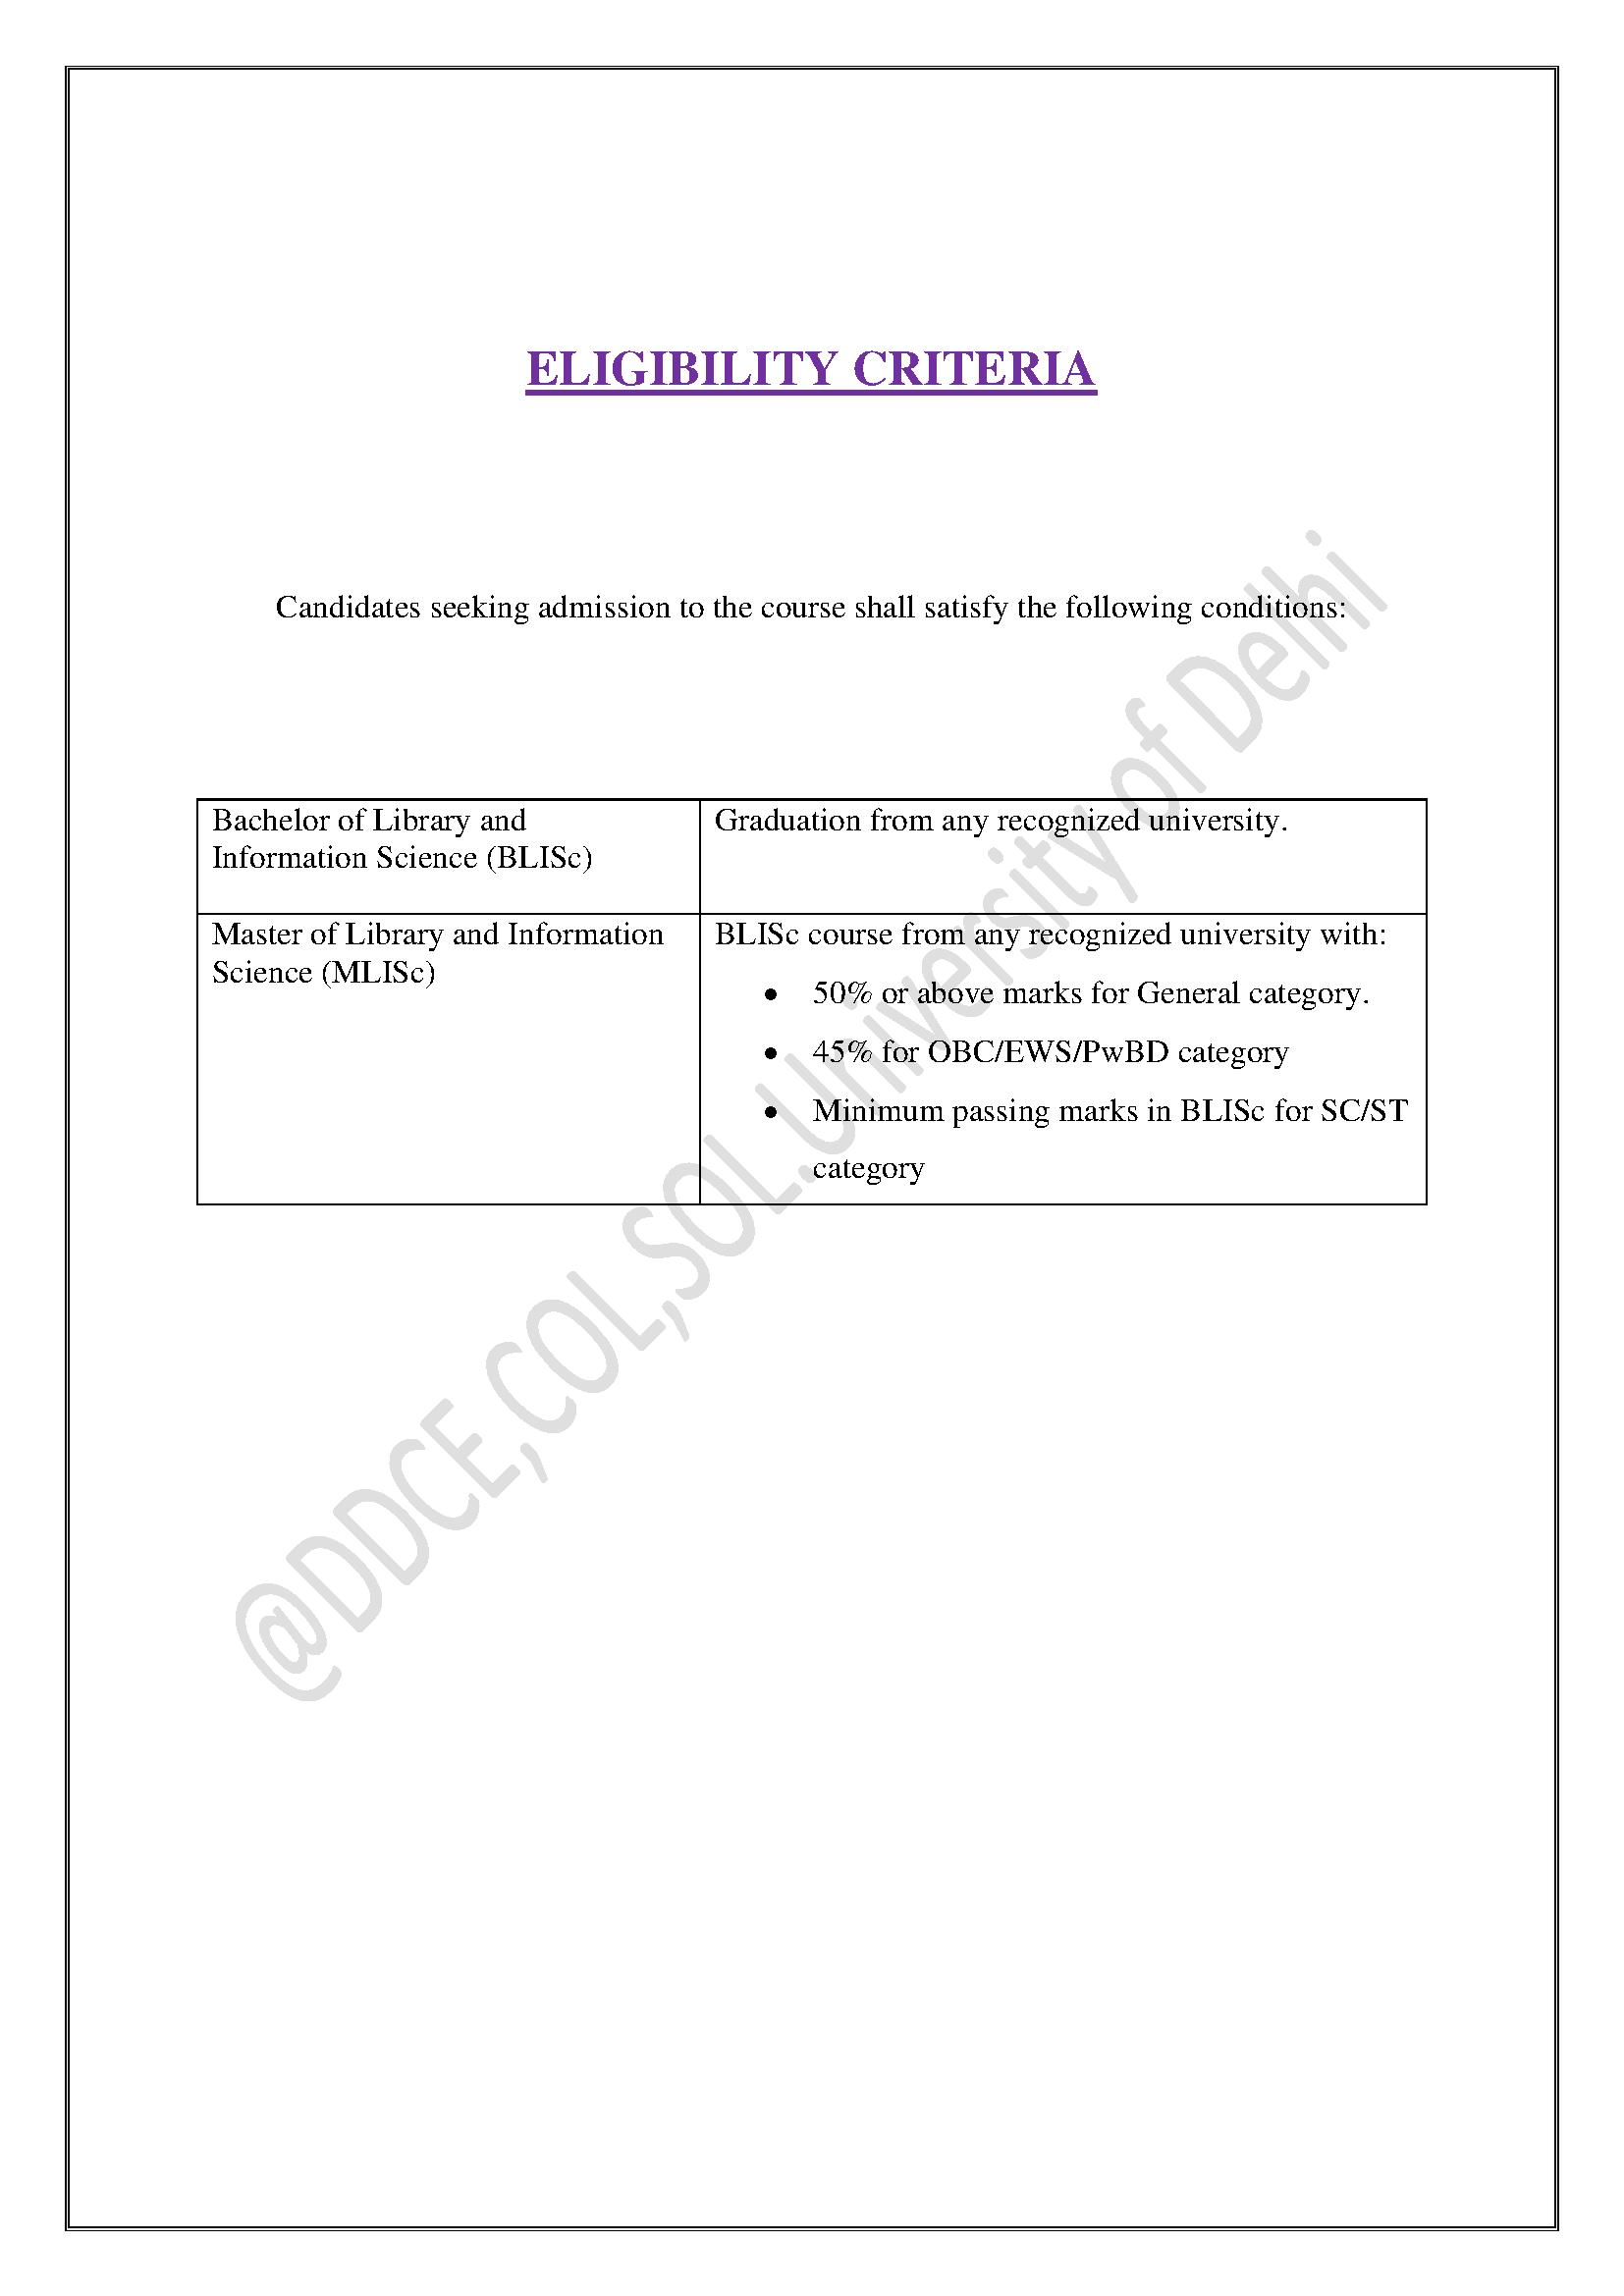 ELIGIBILITY CRITERIA
Candidates seeking admission to the course shall satisfy the following conditions:
Bachelor of Library and
Information Science (BLISc)
Graduation from any recognized university.
Master of Library and Information
Science (MLISc)
BLISc course from any recognized university with:
• 50% or above marks for General category.
• 45% for OBC/EWS/PwBD category
• Minimum passing marks in BLISc for SC/ST
category
@DDCE,COL,SOL.University of Delhi